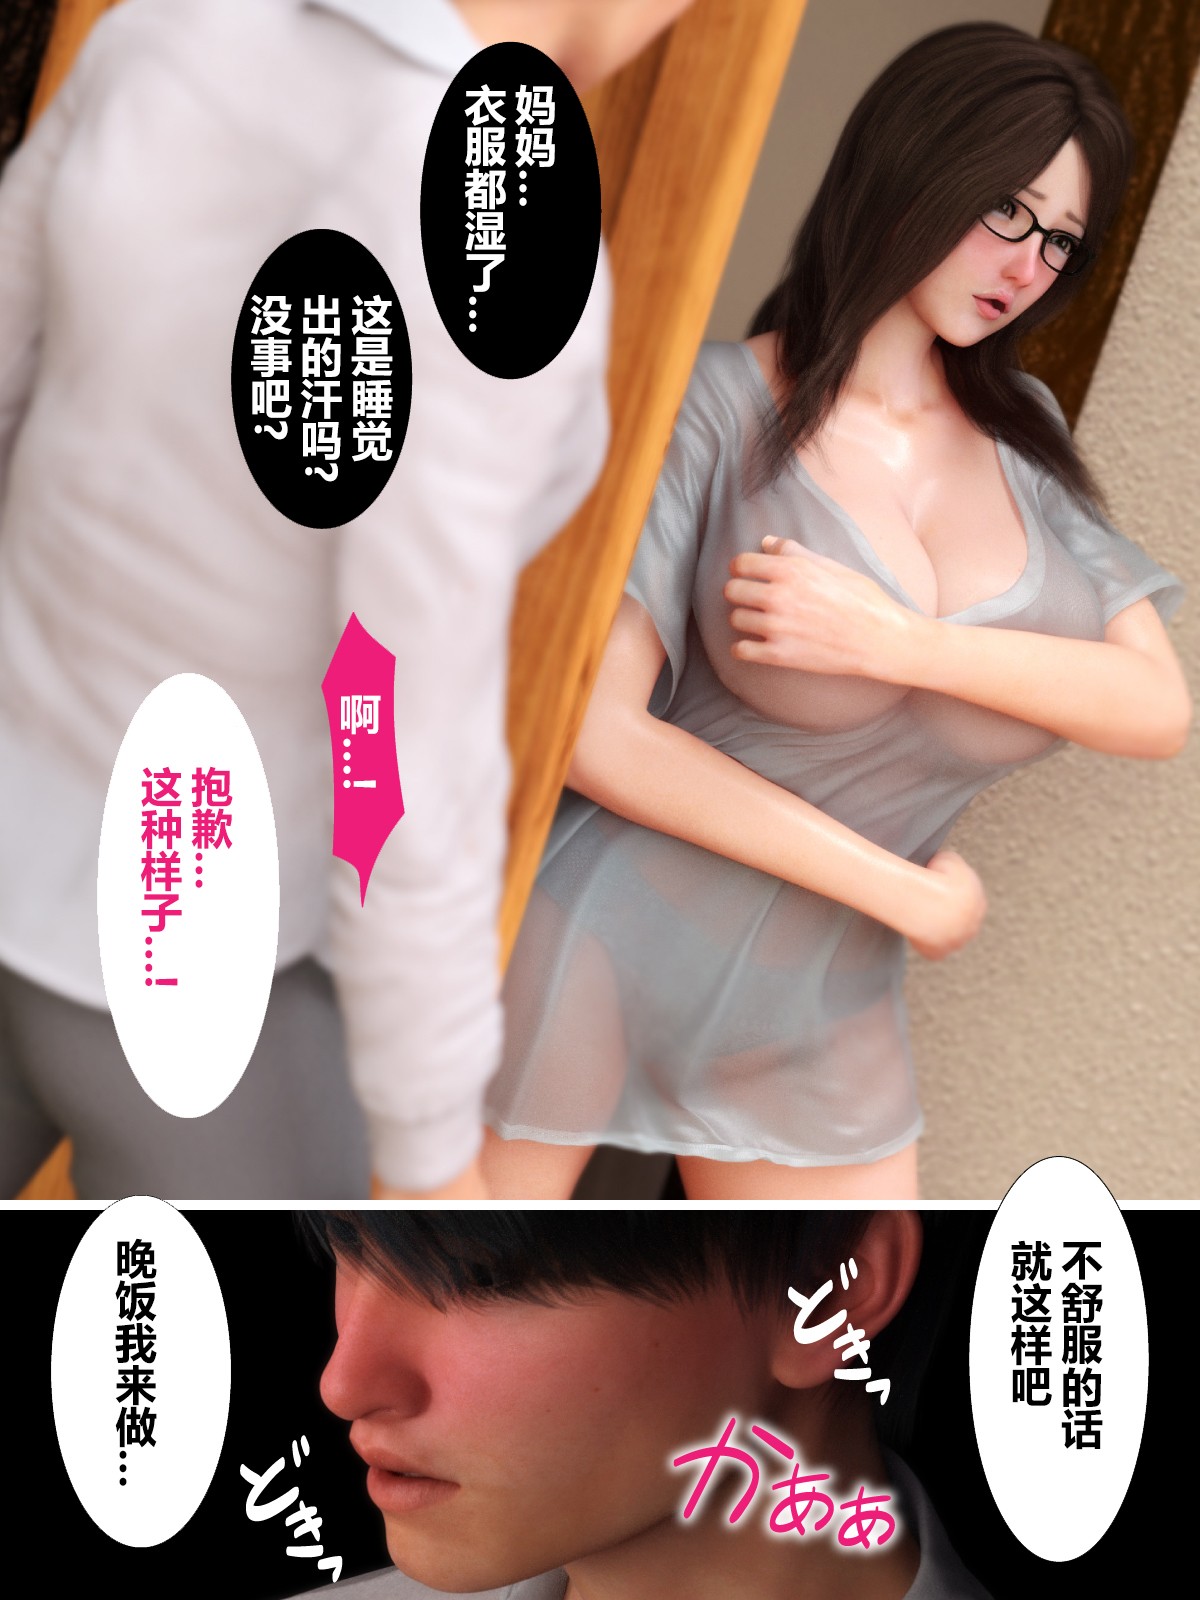 妈妈…
衣服都湿了….
这是睡觉
出的汗吗?
没事吧?
啊…!
抱歉…
这种样子…!
不舒服的话
就这样吧
どきっ
かぁぁ
どきっ
晚饭我来做…